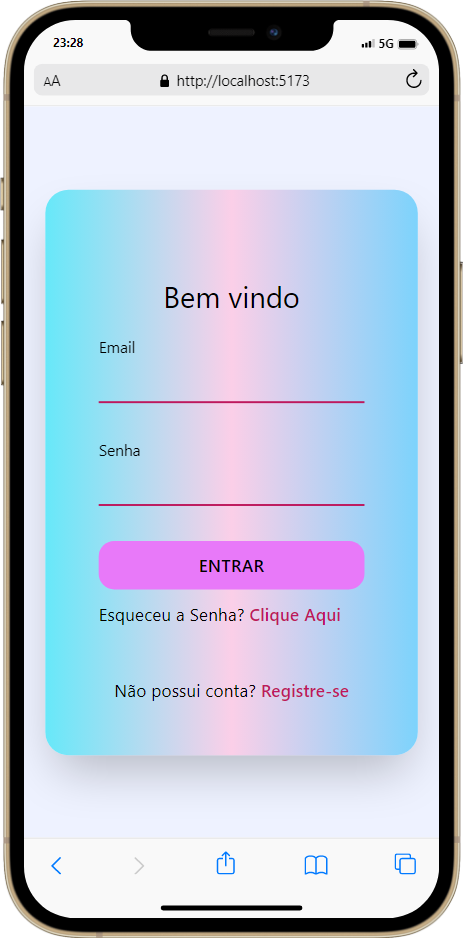 23:28
5G
AA http://localhost:5173
Bem vindo
Email
Senha
ENTRAR
Esqueceu a Senha? Clique Aqui
Não possui conta? Registre-se